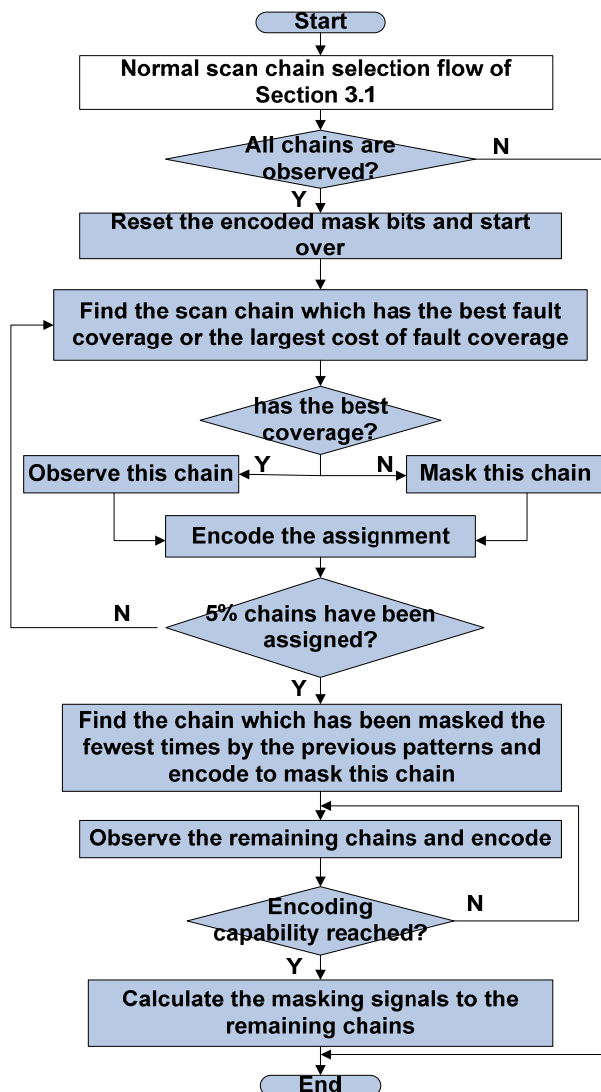 Start
Normal scan chain selection flow of
Section 3.1
All chains are
observed?
N
Y
Reset the encoded mask bits and start
over
Find the scan chain which has the best fault
coverage or the largest cost of fault coverage
has the best
coverage?
Observe this chain
Y
N
Mask this chain
Encode the assignment
N
5% chains have been
assigned?
Y
Find the chain which has been masked the
fewest times by the previous patterns and
encode to mask this chain
Observe the remaining chains and encode
Encoding
capability reached?
N
Y
Calculate the masking signals to the
remaining chains
End